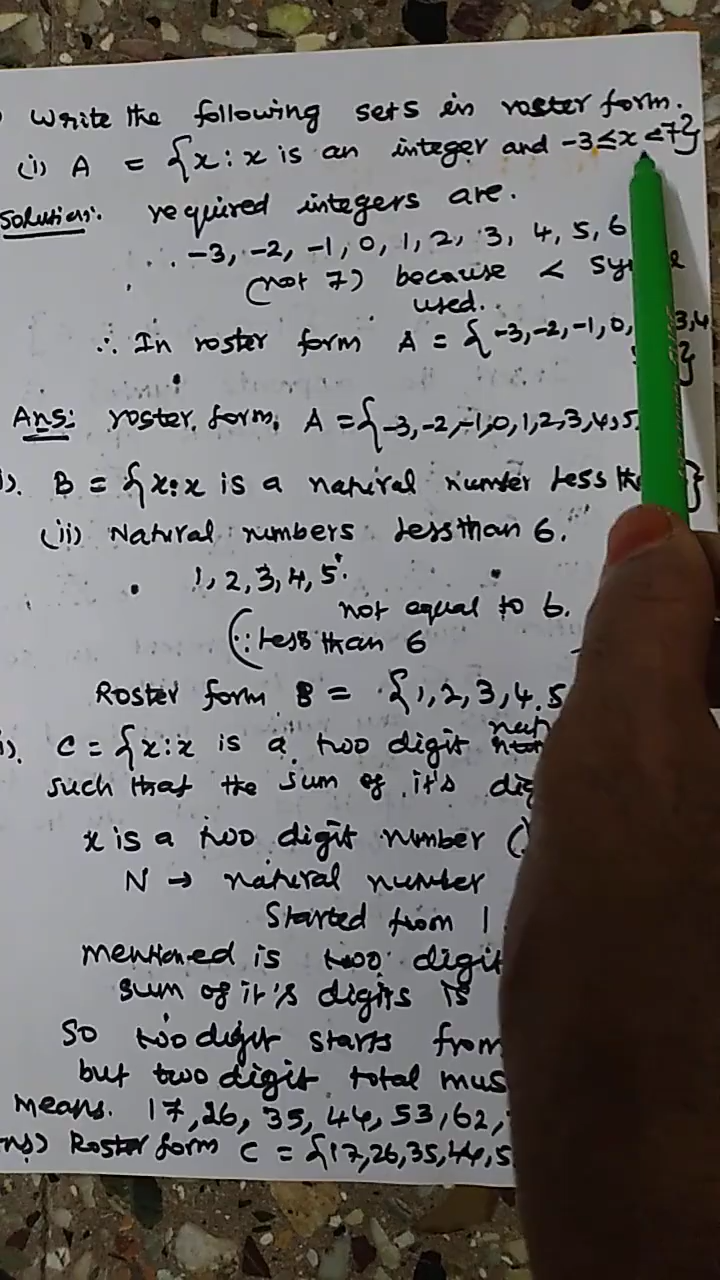 Write the following sets in roster form.
(i) A = {x : x is an integer and -3 ≤ x < 7}
Solution: required integers are.
∴ -3, -2, -1, 0, 1, 2, 3, 4, 5, 6
(not 7) because <
used.
∴ In roster form A = {-3, -2, -1, 0, 3, 4
}
Ans: roster form, A = {-3, -2, -1, 0, 1, 2, 3, 4, 5
). B = {x : x is a natural number less }
(ii) Natural numbers less than 6.
1, 2, 3, 4, 5.
not equal to 6.
(∵ less than 6
Roster form B = {1, 2, 3, 4, 5
). C = {x : x is a two digit
such that the sum of it's
x is a two digit number (
N → natural number
Started from 1
mentioned is two digit
sum of it's digits is
So two digit starts from
but two digit total
means. 17, 26, 35, 44, 53, 62,
Roster form C = {17, 26, 35, 44, 5